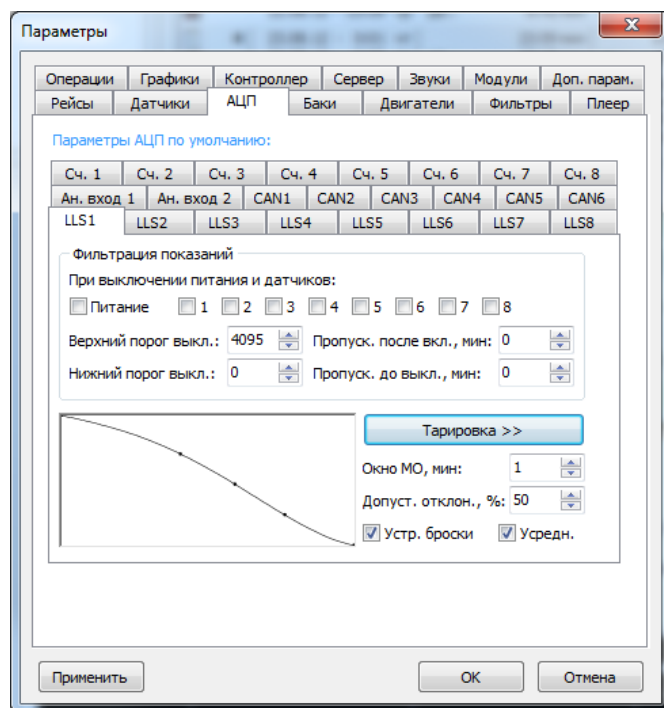 Параметры
Операции Графики Контроллер Сервер Звуки Модули Доп. парам.
Рейсы Датчики АЦП Баки Двигатели Фильтры Плеер
Параметры АЦП по умолчанию:
Сч. 1 Сч. 2 Сч. 3 Сч. 4 Сч. 5 Сч. 6 Сч. 7 Сч. 8
Ан. вход 1 Ан. вход 2 CAN1 CAN2 CAN3 CAN4 CAN5 CAN6
LLS1 LLS2 LLS3 LLS4 LLS5 LLS6 LLS7 LLS8
Фильтрация показаний
При выключении питания и датчиков:
Питание 1 2 3 4 5 6 7 8
Верхний порог выкл.: 4095 Пропуск. после вкл., мин: 0
Нижний порог выкл.: 0 Пропуск. до выкл., мин: 0
Тарировка >>
Окно МО, мин: 1
Допуст. отклон., %: 50
Устр. броски Усредн.
Применить OK Отмена